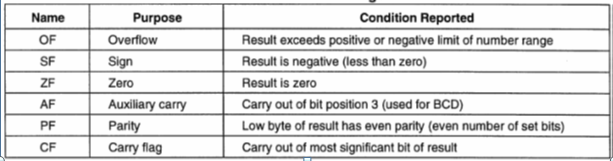 Name Purpose Condition Reported
OF Overflow Result exceeds positive or negative limit of number range
SF Sign Result is negative (less than zero)
ZF Zero Result is zero
AF Auxiliary carry Carry out of bit position 3 (used for BCD)
PF Parity Low byte of result has even parity (even number of set bits)
CF Carry flag Carry out of most significant bit of result